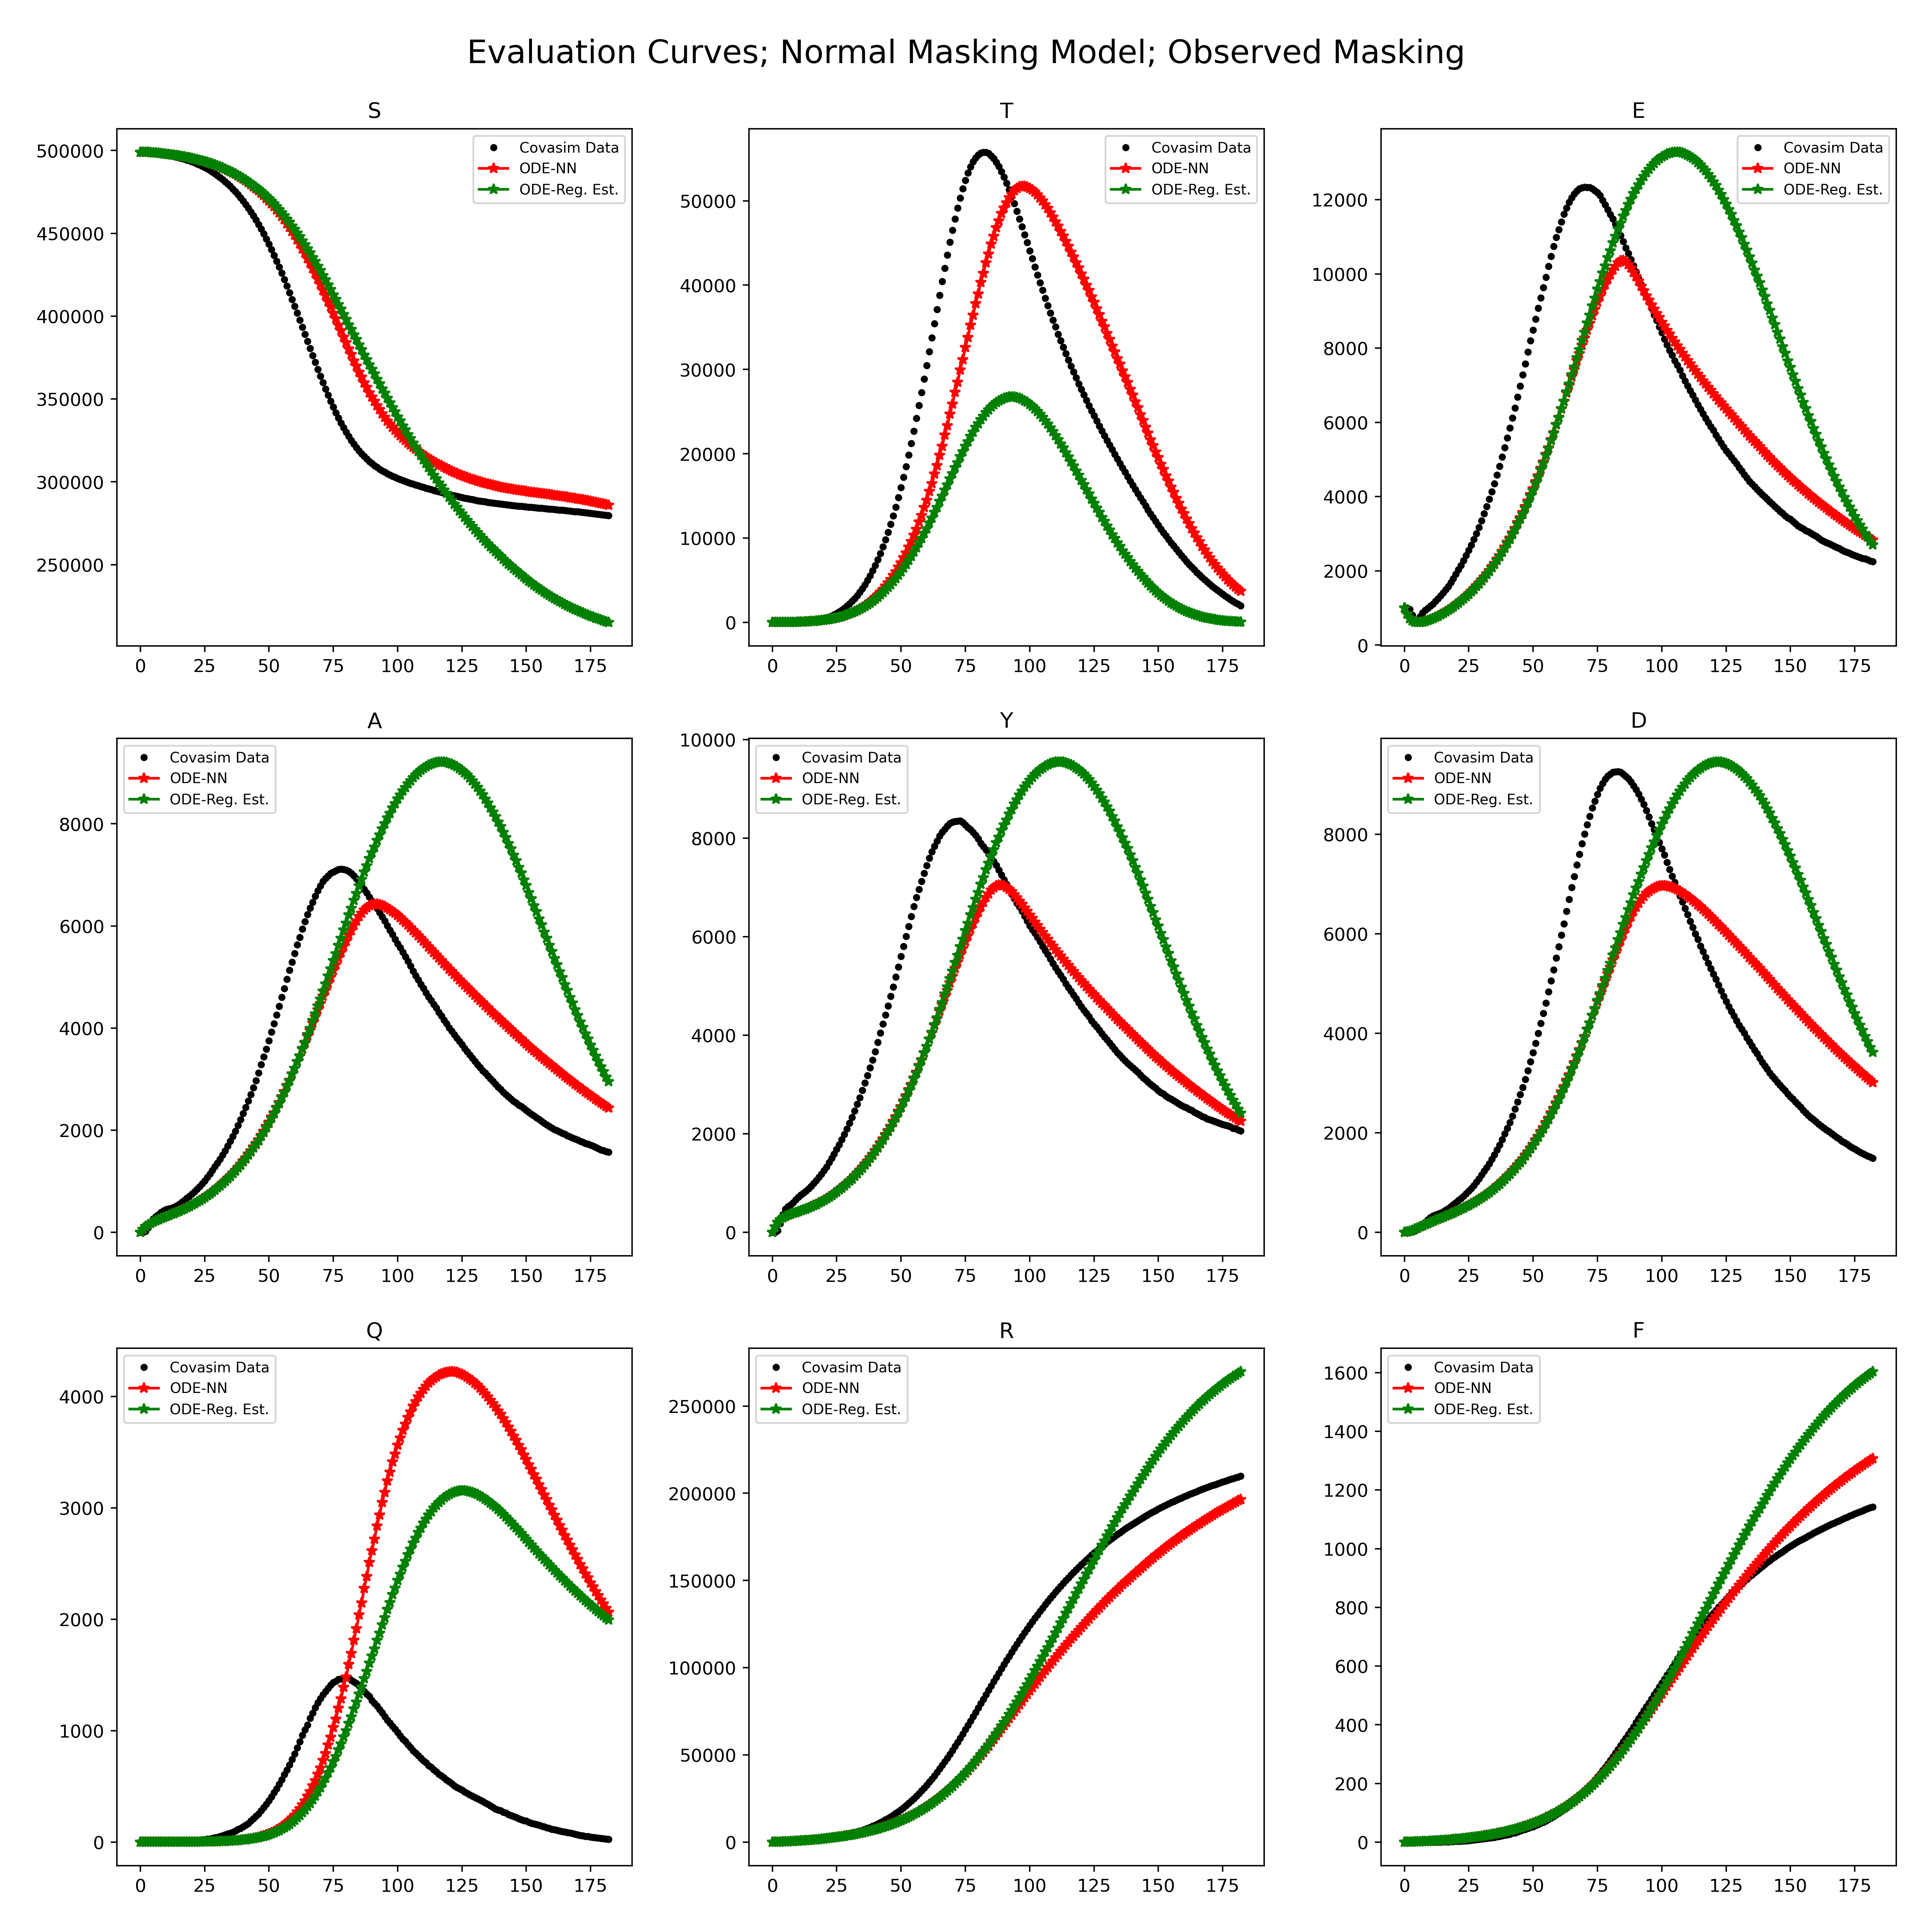 Evaluation Curves; Normal Masking Model; Observed Masking
S
500000
450000
400000
350000
300000
250000
0 25 50 75 100 125 150 175
Covasim Data
ODE-NN
ODE-Reg. Est.
T
50000
40000
30000
20000
10000
0
0 25 50 75 100 125 150 175
Covasim Data
ODE-NN
ODE-Reg. Est.
E
12000
10000
8000
6000
4000
2000
0
0 25 50 75 100 125 150 175
Covasim Data
ODE-NN
ODE-Reg. Est.
A
8000
6000
4000
2000
0
0 25 50 75 100 125 150 175
Covasim Data
ODE-NN
ODE-Reg. Est.
Y
10000
8000
6000
4000
2000
0
0 25 50 75 100 125 150 175
Covasim Data
ODE-NN
ODE-Reg. Est.
D
8000
6000
4000
2000
0
0 25 50 75 100 125 150 175
Covasim Data
ODE-NN
ODE-Reg. Est.
Q
4000
3000
2000
1000
0
0 25 50 75 100 125 150 175
Covasim Data
ODE-NN
ODE-Reg. Est.
R
250000
200000
150000
100000
50000
0
0 25 50 75 100 125 150 175
Covasim Data
ODE-NN
ODE-Reg. Est.
F
1600
1400
1200
1000
800
600
400
200
0
0 25 50 75 100 125 150 175
Covasim Data
ODE-NN
ODE-Reg. Est.